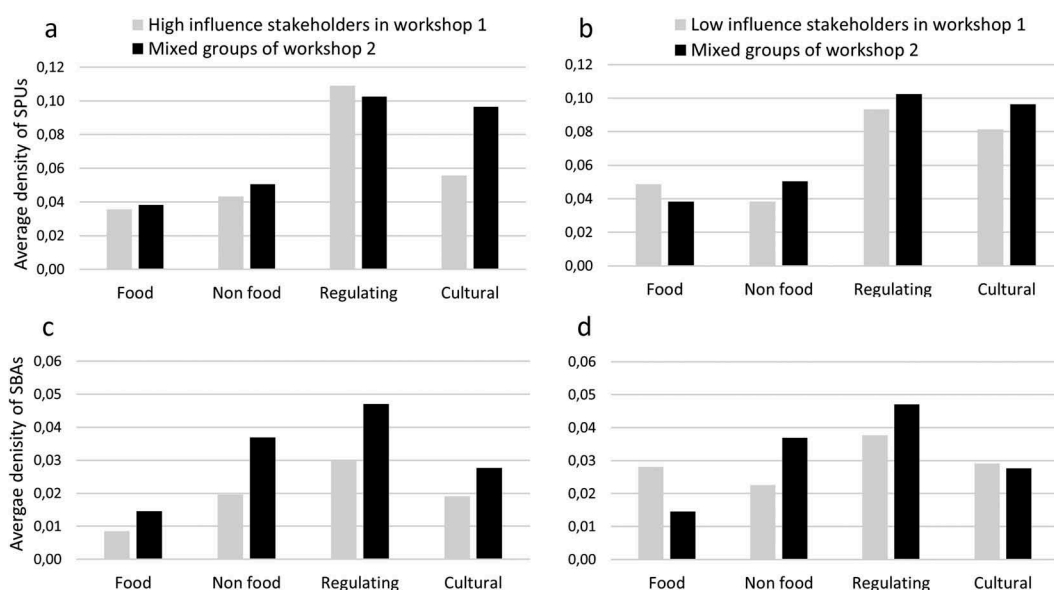 a
High influence stakeholders in workshop 1
Mixed groups of workshop 2
Average density of SPUs
0,12
0,10
0,08
0,06
0,04
0,02
0,00
Food Non food Regulating Cultural
b
Low influence stakeholders in workshop 1
Mixed groups of workshop 2
0,12
0,10
0,08
0,06
0,04
0,02
0,00
Food Non food Regulating Cultural
c
Avergae denisity of SBAs
0,06
0,05
0,04
0,03
0,02
0,01
0,00
Food Non food Regulating Cultural
d
0,06
0,05
0,04
0,03
0,02
0,01
0,00
Food Non food Regulating Cultural